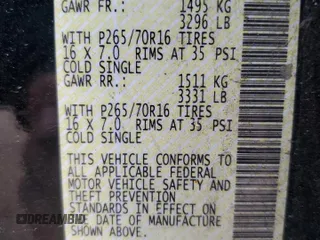 GAWR FR.: 1495 KG
3296 LB
WITH P265/70R16 TIRES
16 X 7.0 RIMS AT 35 PSI
COLD SINGLE
GAWR RR.: 1511 KG
3331 LB
WITH P265/70R16 TIRES
16 X 7.0 RIMS AT 35 PSI
COLD SINGLE
THIS VEHICLE CONFORMS TO
ALL APPLICABLE FEDERAL
MOTOR VEHICLE SAFETY AND
THEFT PREVENTION
STANDARDS IN EFFECT ON
THE DATE OF MANUFACTURE
SHOWN ABOVE.
DREAMBID